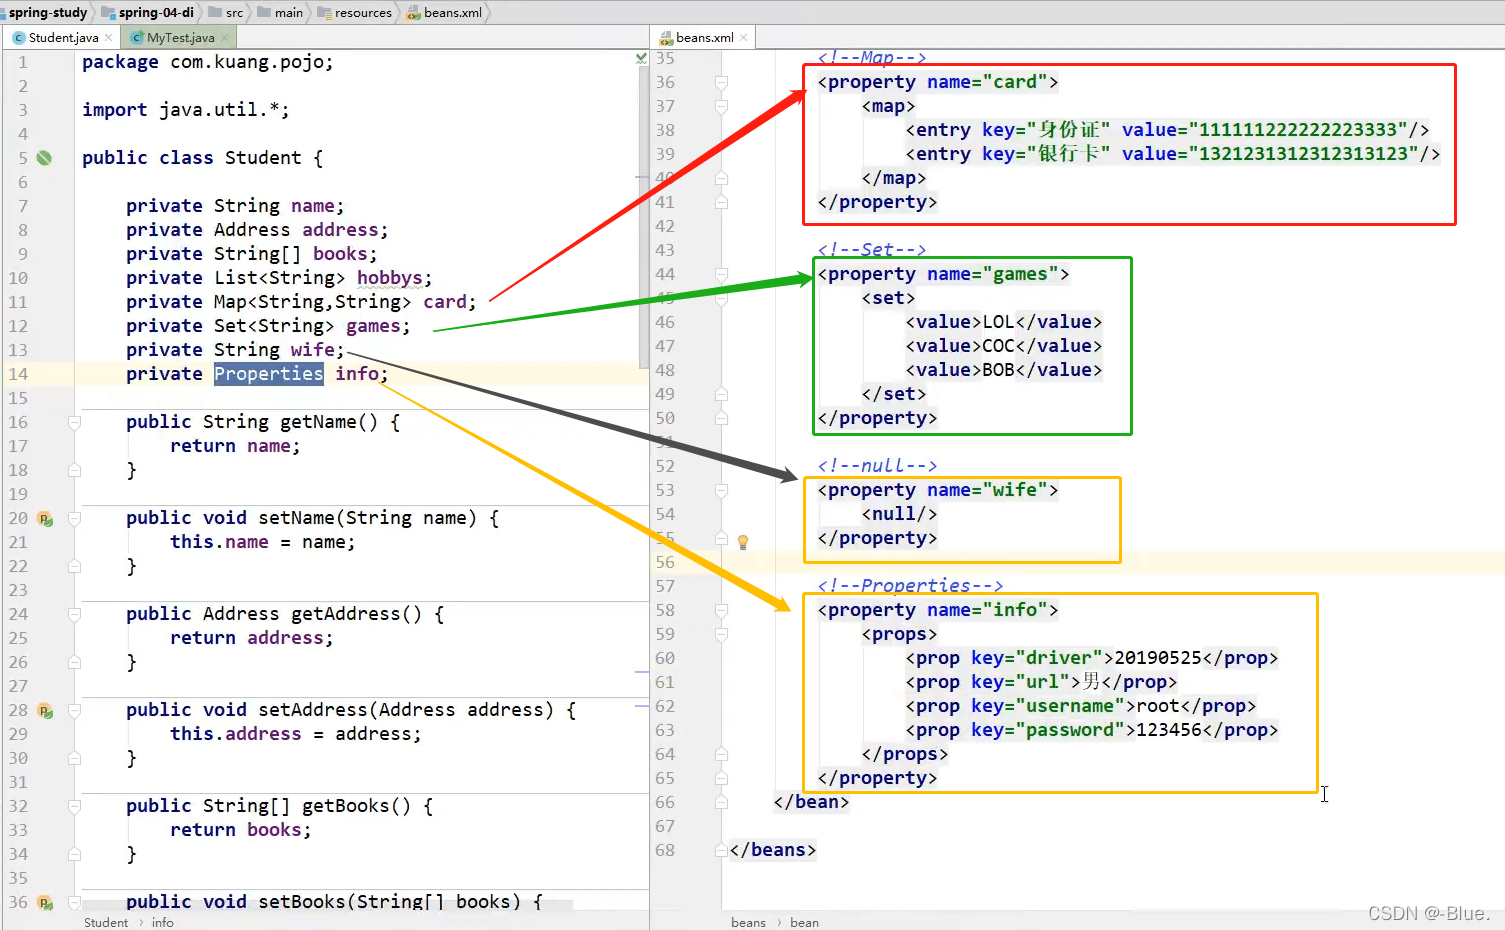 spring-study spring-04-di src main resources beans.xml
Student.java MyTest.java
1 package com.kuang.pojo;
2
3 import java.util.*;
4
5 public class Student {
6
7 private String name;
8 private Address address;
9 private String[] books;
10 private List<String> hobbys;
11 private Map<String,String> card;
12 private Set<String> games;
13 private String wife;
14 private Properties info;
15
16 public String getName() {
17 return name;
18 }
19
20 public void setName(String name) {
21 this.name = name;
22 }
23
24 public Address getAddress() {
25 return address;
26 }
27
28 public void setAddress(Address address) {
29 this.address = address;
30 }
31
32 public String[] getBooks() {
33 return books;
34 }
35
36 public void setBooks(String[] books) {
Student › info
beans.xml
35 <!--Map-->
36 <property name="card">
37 <map>
38 <entry key="身份证" value="111111222222223333"/>
39 <entry key="银行卡" value="1321231312312313123"/>
40 </map>
41 </property>
42
43 <!--Set-->
44 <property name="games">
45 <set>
46 <value>LOL</value>
47 <value>COC</value>
48 <value>BOB</value>
49 </set>
50 </property>
51
52 <!--null-->
53 <property name="wife">
54 <null/>
55 </property>
56
57 <!--Properties-->
58 <property name="info">
59 <props>
60 <prop key="driver">20190525</prop>
61 <prop key="url">男</prop>
62 <prop key="username">root</prop>
63 <prop key="password">123456</prop>
64 </props>
65 </property>
66 </bean>
67
68 </beans>
beans › bean
CSDN @-Blue.